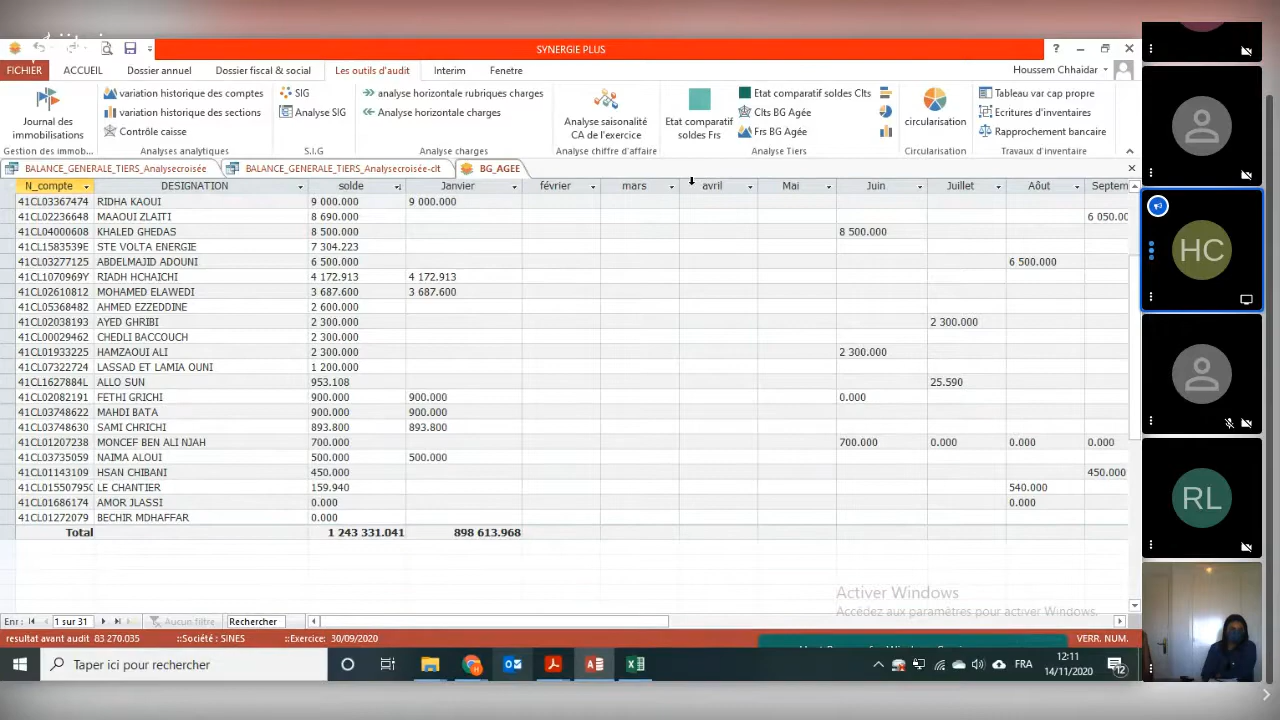 SYNERGIE PLUS
?
FICHIER ACCUEIL Dossier annuel Dossier fiscal & social Les outils d'audit Interim Fenetre Houssem Chhaidar
variation historique des comptes SIG analyse horizontale rubriques charges Etat comparatif soldes Clts Tableau var cap propre
variation historique des sections Analyse SIG Analyse horizontale charges Clts BG Agée Ecritures d'inventaire
Journal des immobilisations Contrôle caisse Analyse saisonalité CA de l'exercice Etat comparatif soldes Frs Frs BG Agée circularisation Rapprochement bancaire
Gestion des immob... Analyses analytiques S.I.G Analyse charges Analyse chiffre d'affaire Analyse Tiers Circularisation Travaux d'inventaire
BALANCE_GENERALE_TIERS_Analysecroisée BALANCE_GENERALE_TIERS_Analysecroisée-clt BG_AGEE
N_compte DESIGNATION solde Janvier février mars avril Mai Juin Juillet Aôut Septem
41CL03367474 RIDHA KAOUI 9 000.000 9 000.000
41CL02236648 MAAOUI ZLAITI 8 690.000 6 050.00
41CL04000608 KHALED GHEDAS 8 500.000 8 500.000
41CL1583539E STE VOLTA ENERGIE 7 304.223
41CL03277125 ABDELMAJID ADOUNI 6 500.000 6 500.000
41CL1070969Y RIADH HCHAICHI 4 172.913 4 172.913
41CL02610812 MOHAMED ELAWEDI 3 687.600 3 687.600
41CL05368482 AHMED EZZEDDINE 2 600.000
41CL02038193 AYED GHRIBI 2 300.000 2 300.000
41CL00029462 CHEDLI BACCOUCH 2 300.000
41CL01933225 HAMZAOUI ALI 2 300.000 2 300.000
41CL07322724 LASSAD ET LAMIA OUNI 1 200.000
41CL1627884L ALLO SUN 953.108 25.590
41CL02082191 FETHI GRICHI 900.000 900.000 0.000
41CL03748622 MAHDI BATA 900.000 900.000
41CL03748630 SAMI CHRICHI 893.800 893.800
41CL01207238 MONCEF BEN ALI NJAH 700.000 700.000 0.000 0.000 0.000
41CL03735059 NAIMA ALOUI 500.000 500.000
41CL01143109 HSAN CHIBANI 450.000 450.000
41CL01550795C LE CHANTIER 159.940 540.000
41CL01686174 AMOR JLASSI 0.000 0.000
41CL01272079 BECHIR MDHAFFAR 0.000
Total 1 243 331.041 898 613.968
Activer Windows
Accédez aux paramètres pour activer Windows.
Enr : 1 sur 31 Aucun filtre Rechercher
resultat avant audit 83 270.035 ::Société : SINES ::Exercice: 30/09/2020 VERR. NUM.
Taper ici pour rechercher FRA 12:11
14/11/2020 12
HC
RL